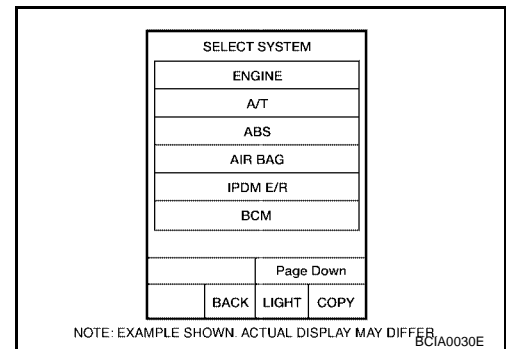 SELECT SYSTEM
ENGINE
A/T
ABS
AIR BAG
IPDM E/R
BCM
Page Down
BACK LIGHT COPY
NOTE: EXAMPLE SHOWN. ACTUAL DISPLAY MAY DIFFER.
BCIA0030E